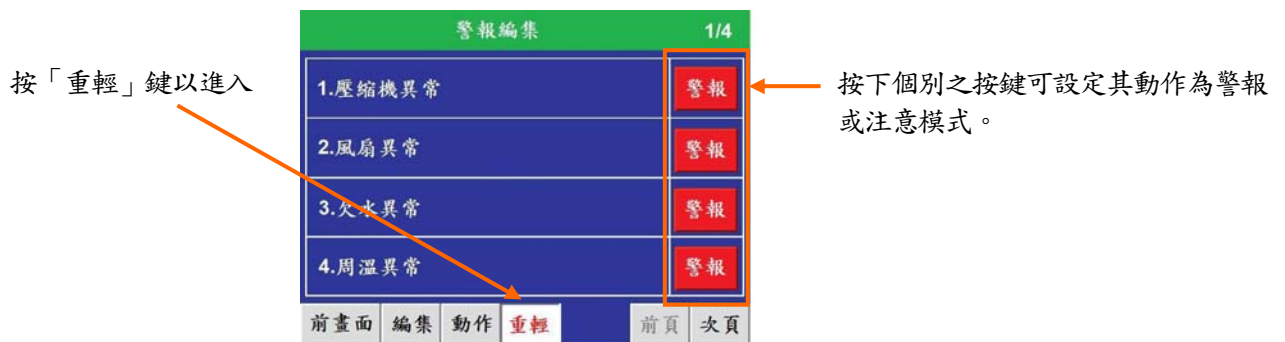 警報編集 1/4
按「重輕」鍵以進入
1.壓縮機異常 警報
按下個別之按鍵可設定其動作為警報
或注意模式。
2.風扇異常 警報
3.欠水異常 警報
4.周溫異常 警報
前畫面 編集 動作 重輕 前頁 次頁